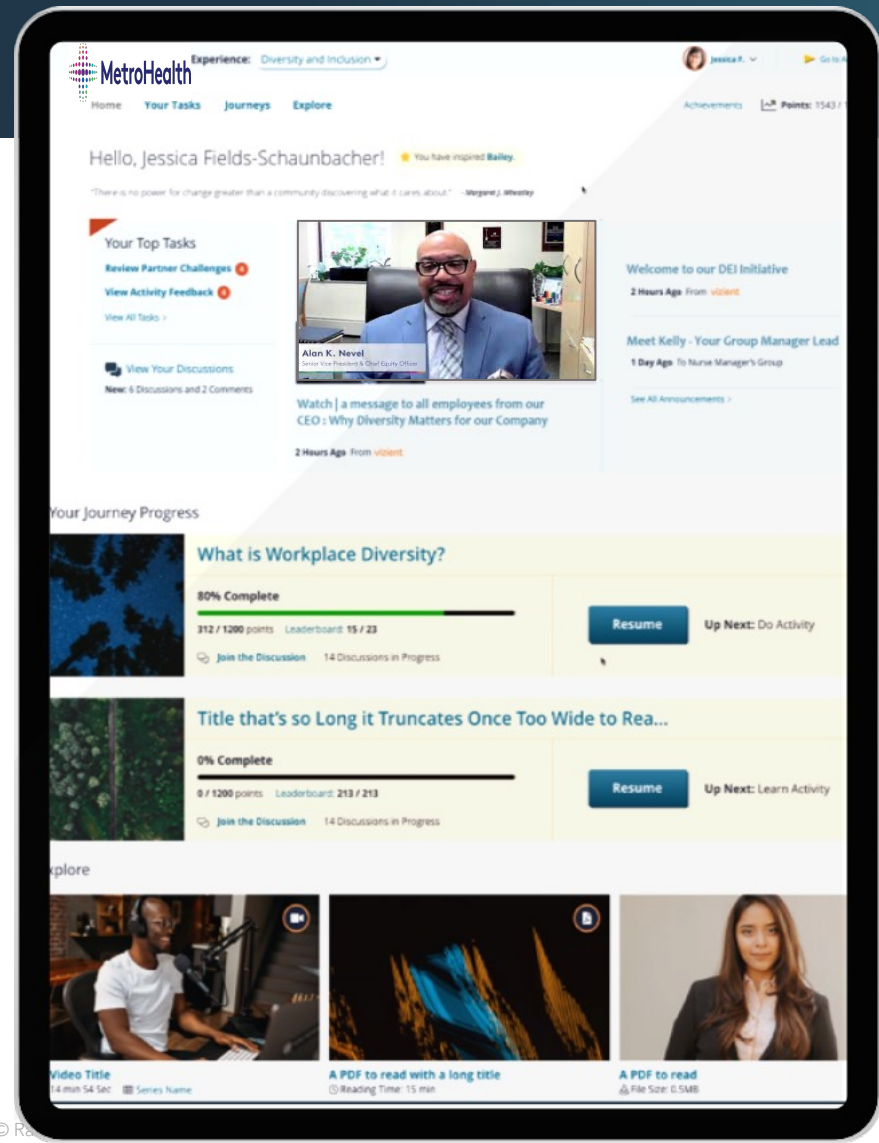 MetroHealth
Experience: Diversity and Inclusion
Jessica F.
Go to
Home Your Tasks Journeys Explore
Achievements Points: 1543 /
Hello, Jessica Fields-Schaunbacher! You have inspired Bailey.
"There is no power for change greater than a community discovering what it cares about." - Margaret J. Wheatley
Your Top Tasks
Review Partner Challenges
View Activity Feedback
View All Tasks >
View Your Discussions
New: 6 Discussions and 2 Comments
Alan K. Nevel
Senior Vice President & Chief Equity Officer
Watch | a message to all employees from our
CEO : Why Diversity Matters for our Company
2 Hours Ago From vizient
Welcome to our DEI Initiative
2 Hours Ago From vizient
Meet Kelly - Your Group Manager Lead
1 Day Ago To Nurse Manager's Group
See All Announcements >
Your Journey Progress
What is Workplace Diversity?
80% Complete
312 / 1200 points Leaderboard: 15 / 23
Join the Discussion 14 Discussions in Progress
Resume Up Next: Do Activity
Title that's so Long it Truncates Once Too Wide to Rea...
0% Complete
0 / 1200 points Leaderboard: 213 / 213
Join the Discussion 14 Discussions in Progress
Resume Up Next: Learn Activity
xplore
Video Title
14 min 54 Sec Series Name
A PDF to read with a long title
Reading Time: 15 min
A PDF to read
File Size: 0.5MB
© Ra